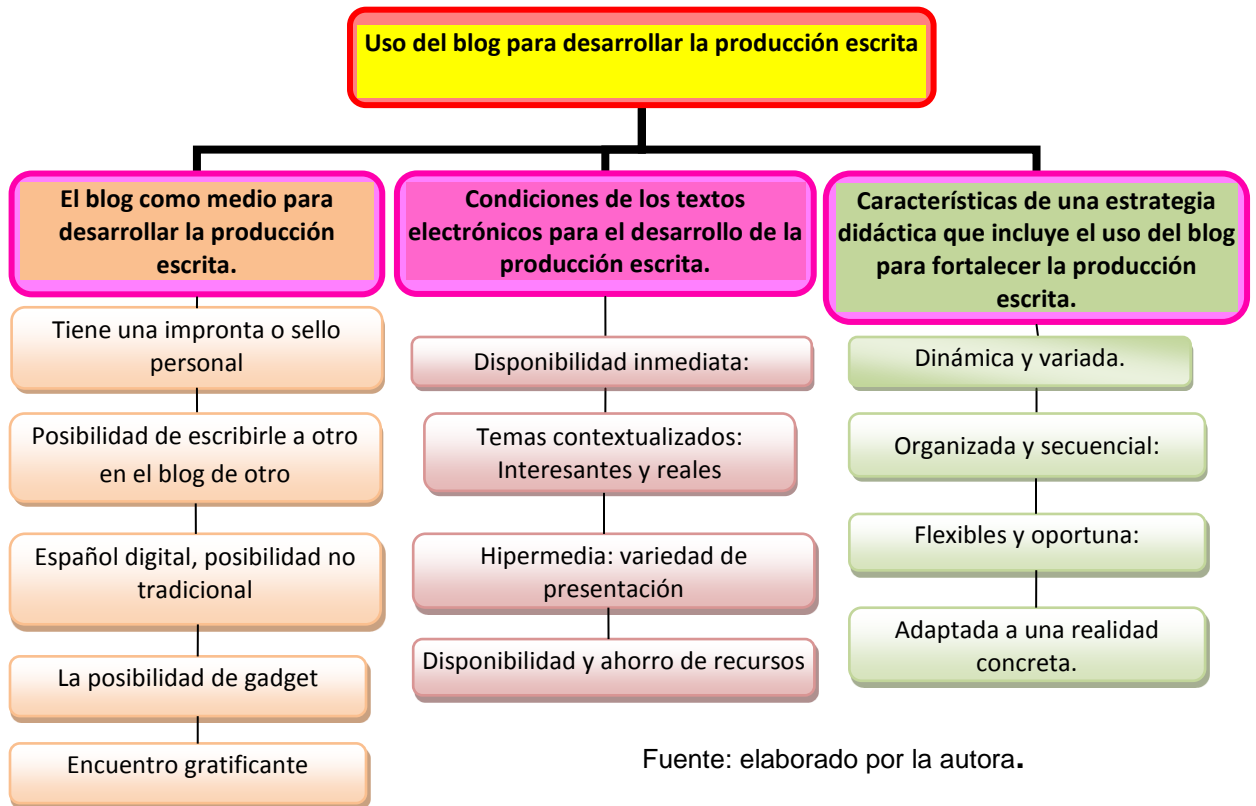 Uso del blog para desarrollar la producción escrita
El blog como medio para
desarrollar la producción
escrita.
Tiene una impronta o sello
personal
Posibilidad de escribirle a otro
en el blog de otro
Español digital, posibilidad no
tradicional
La posibilidad de gadget
Encuentro gratificante
Condiciones de los textos
electrónicos para el desarrollo de la
producción escrita.
Disponibilidad inmediata:
Temas contextualizados:
Interesantes y reales
Hipermedia: variedad de
presentación
Disponibilidad y ahorro de recursos
Características de una estrategia
didáctica que incluye el uso del blog
para fortalecer la producción
escrita.
Dinámica y variada.
Organizada y secuencial:
Flexibles y oportuna:
Adaptada a una realidad
concreta.
Fuente: elaborado por la autora.